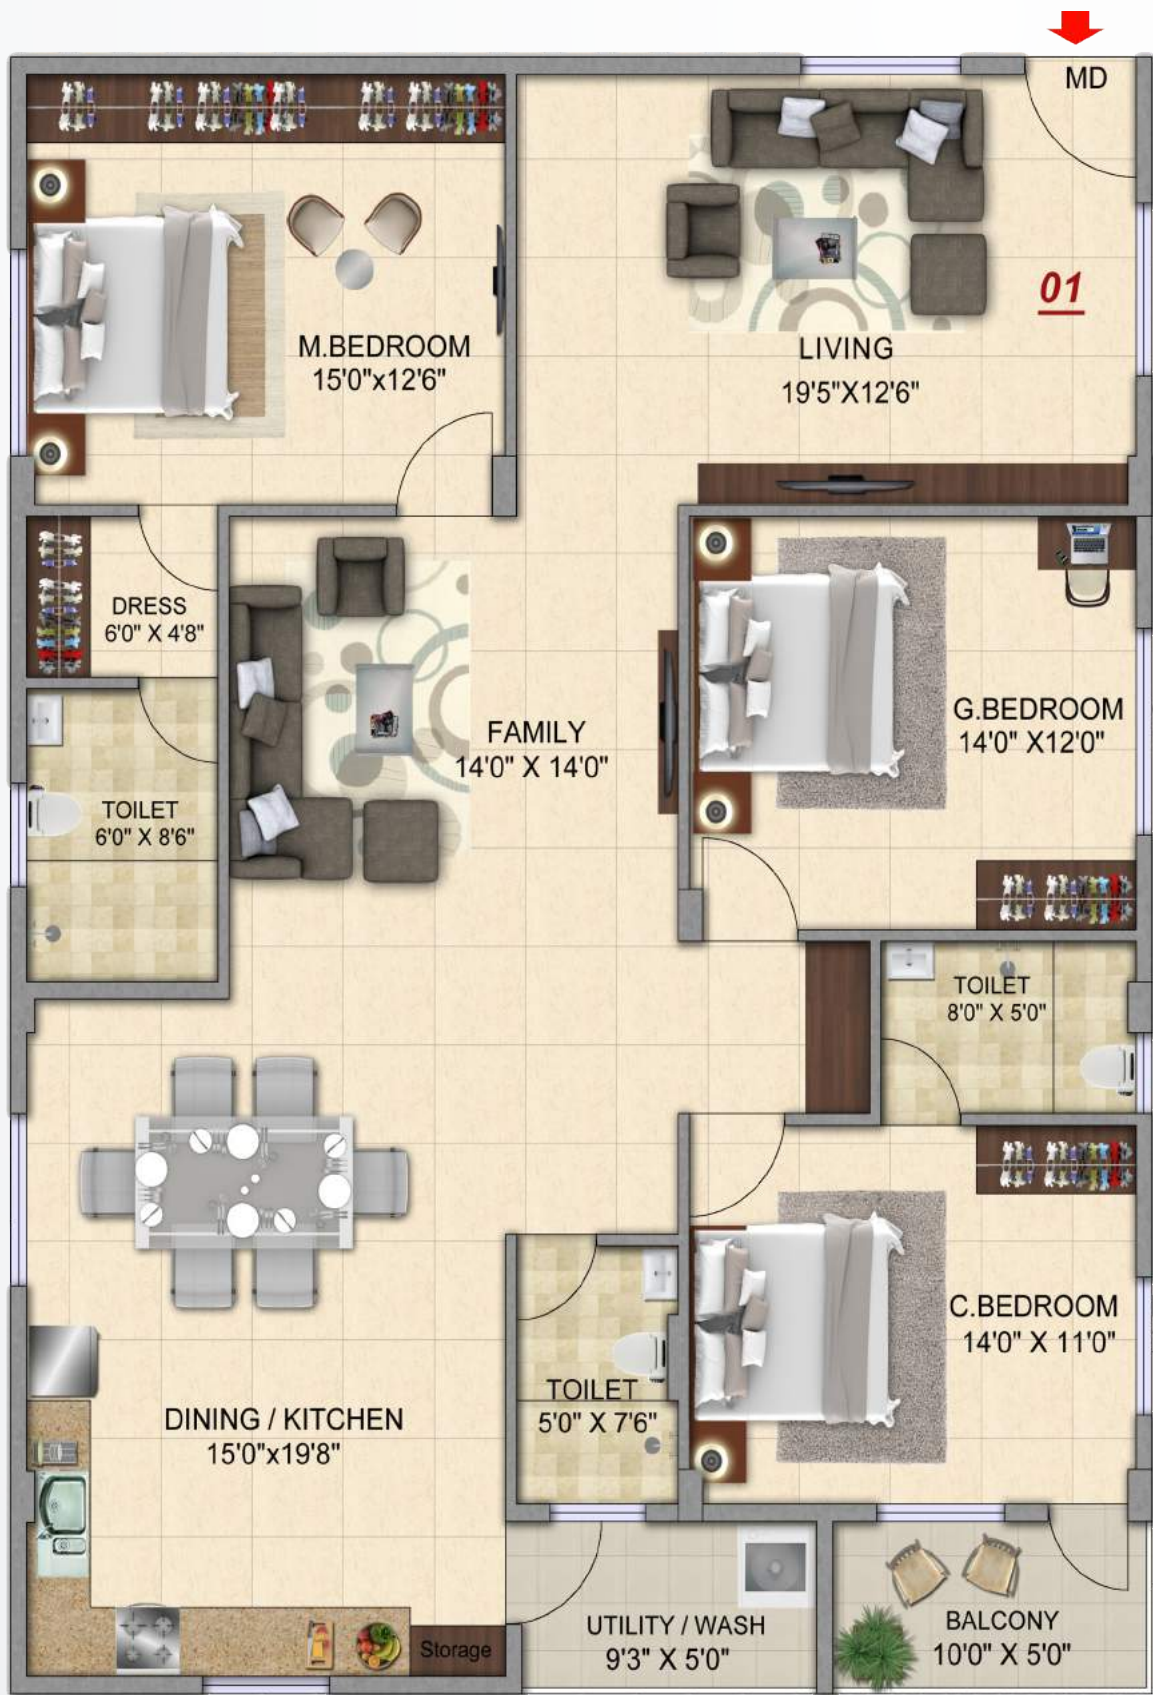 MD
01
M.BEDROOM
15'0"x12'6"
LIVING
19'5"X12'6"
DRESS
6'0" X 4'8"
FAMILY
14'0" X 14'0"
G.BEDROOM
14'0" X12'0"
TOILET
6'0" X 8'6"
TOILET
8'0" X 5'0"
C.BEDROOM
14'0" X 11'0"
TOILET
5'0" X 7'6"
DINING / KITCHEN
15'0"x19'8"
Storage
UTILITY / WASH
9'3" X 5'0"
BALCONY
10'0" X 5'0"